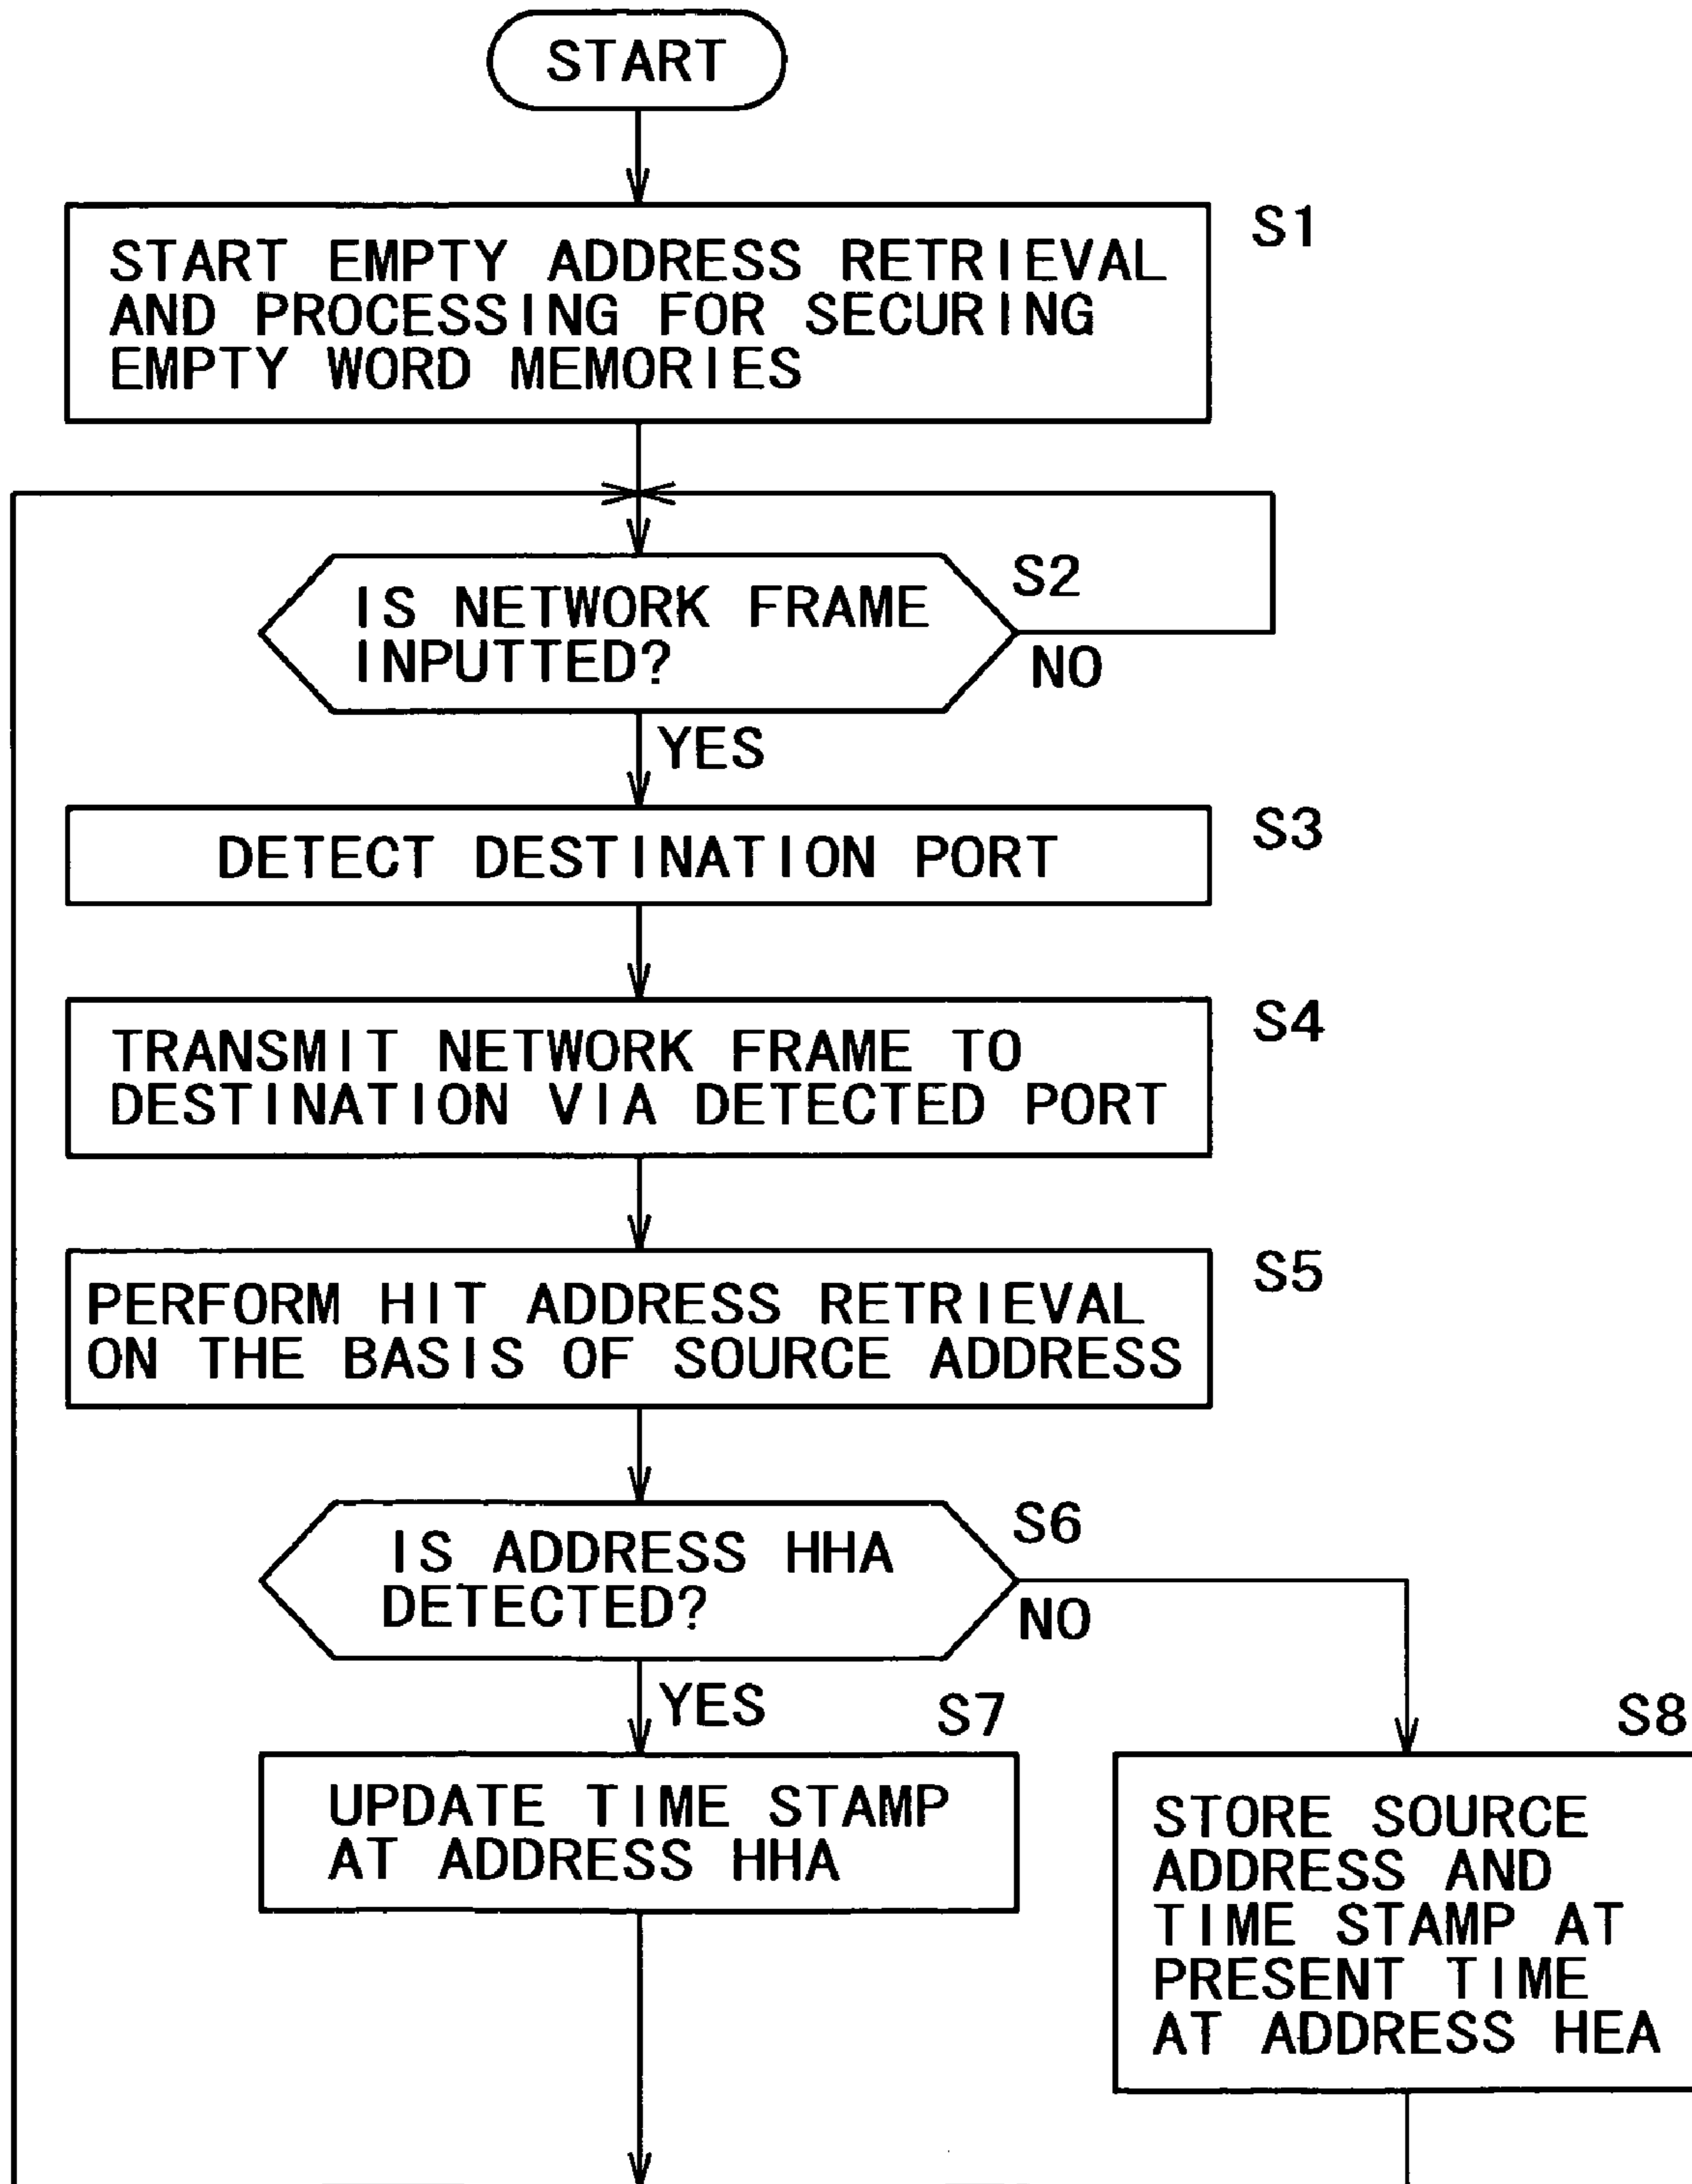 START
S1
START EMPTY ADDRESS RETRIEVAL
AND PROCESSING FOR SECURING
EMPTY WORD MEMORIES
S2
IS NETWORK FRAME
INPUTTED?
NO
YES
S3
DETECT DESTINATION PORT
S4
TRANSMIT NETWORK FRAME TO
DESTINATION VIA DETECTED PORT
S5
PERFORM HIT ADDRESS RETRIEVAL
ON THE BASIS OF SOURCE ADDRESS
S6
IS ADDRESS HHA
DETECTED?
NO
YES
S7
UPDATE TIME STAMP
AT ADDRESS HHA
S8
STORE SOURCE
ADDRESS AND
TIME STAMP AT
PRESENT TIME
AT ADDRESS HEA